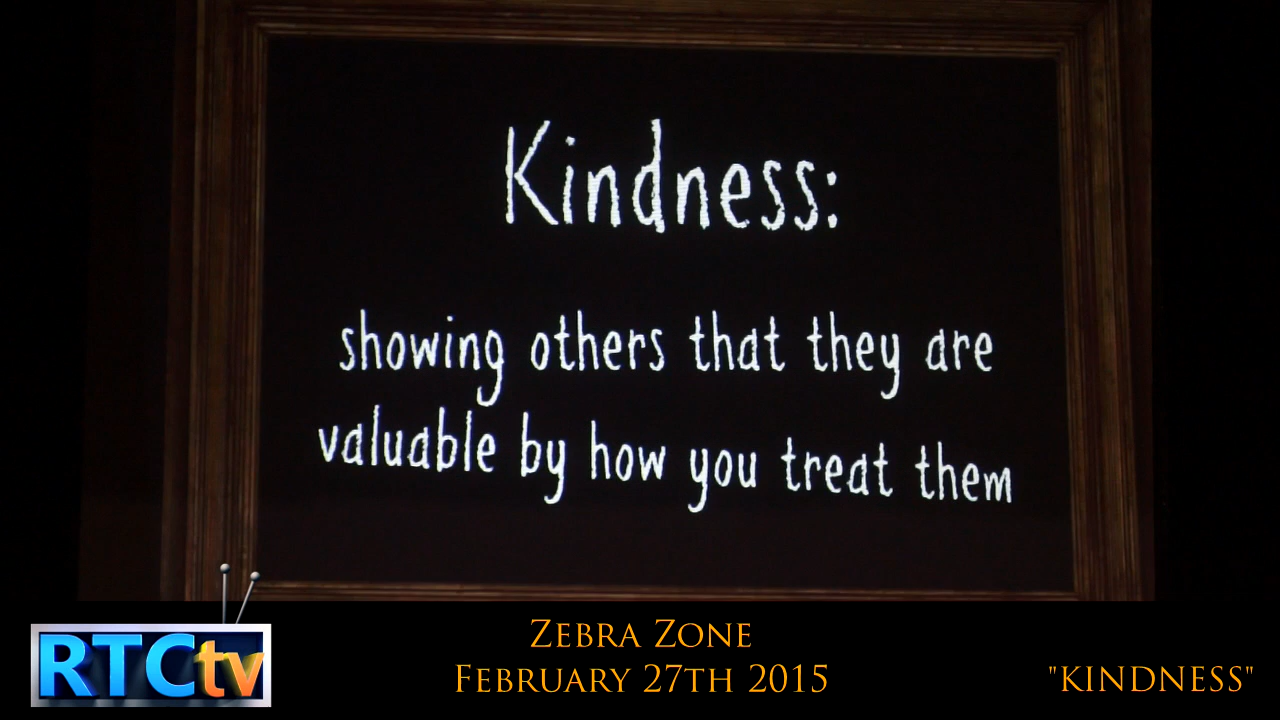 Kindness:
showing others that they are
valuable by how you treat them
RTCtv
Zebra Zone
February 27th 2015
"KINDNESS"